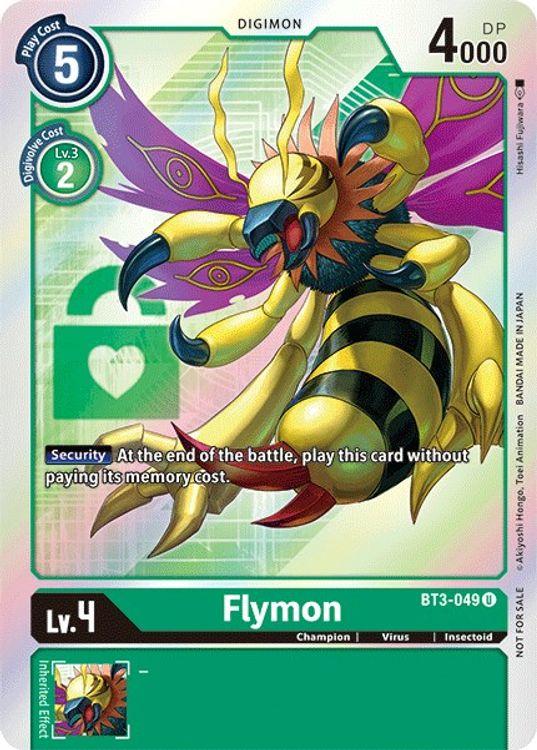 DIGIMON
Play Cost
5
DP
4000
Digivolve Cost
Lv.3
2
Hisashi Fujiwara
Security At the end of the battle, play this card without
paying its memory cost.
© Akiyoshi Hongo, Toei Animation BANDAI MADE IN JAPAN
NOT FOR SALE
Lv.4
Flymon
BT3-049 U
Champion | Virus | Insectoid
Inherited Effect
-